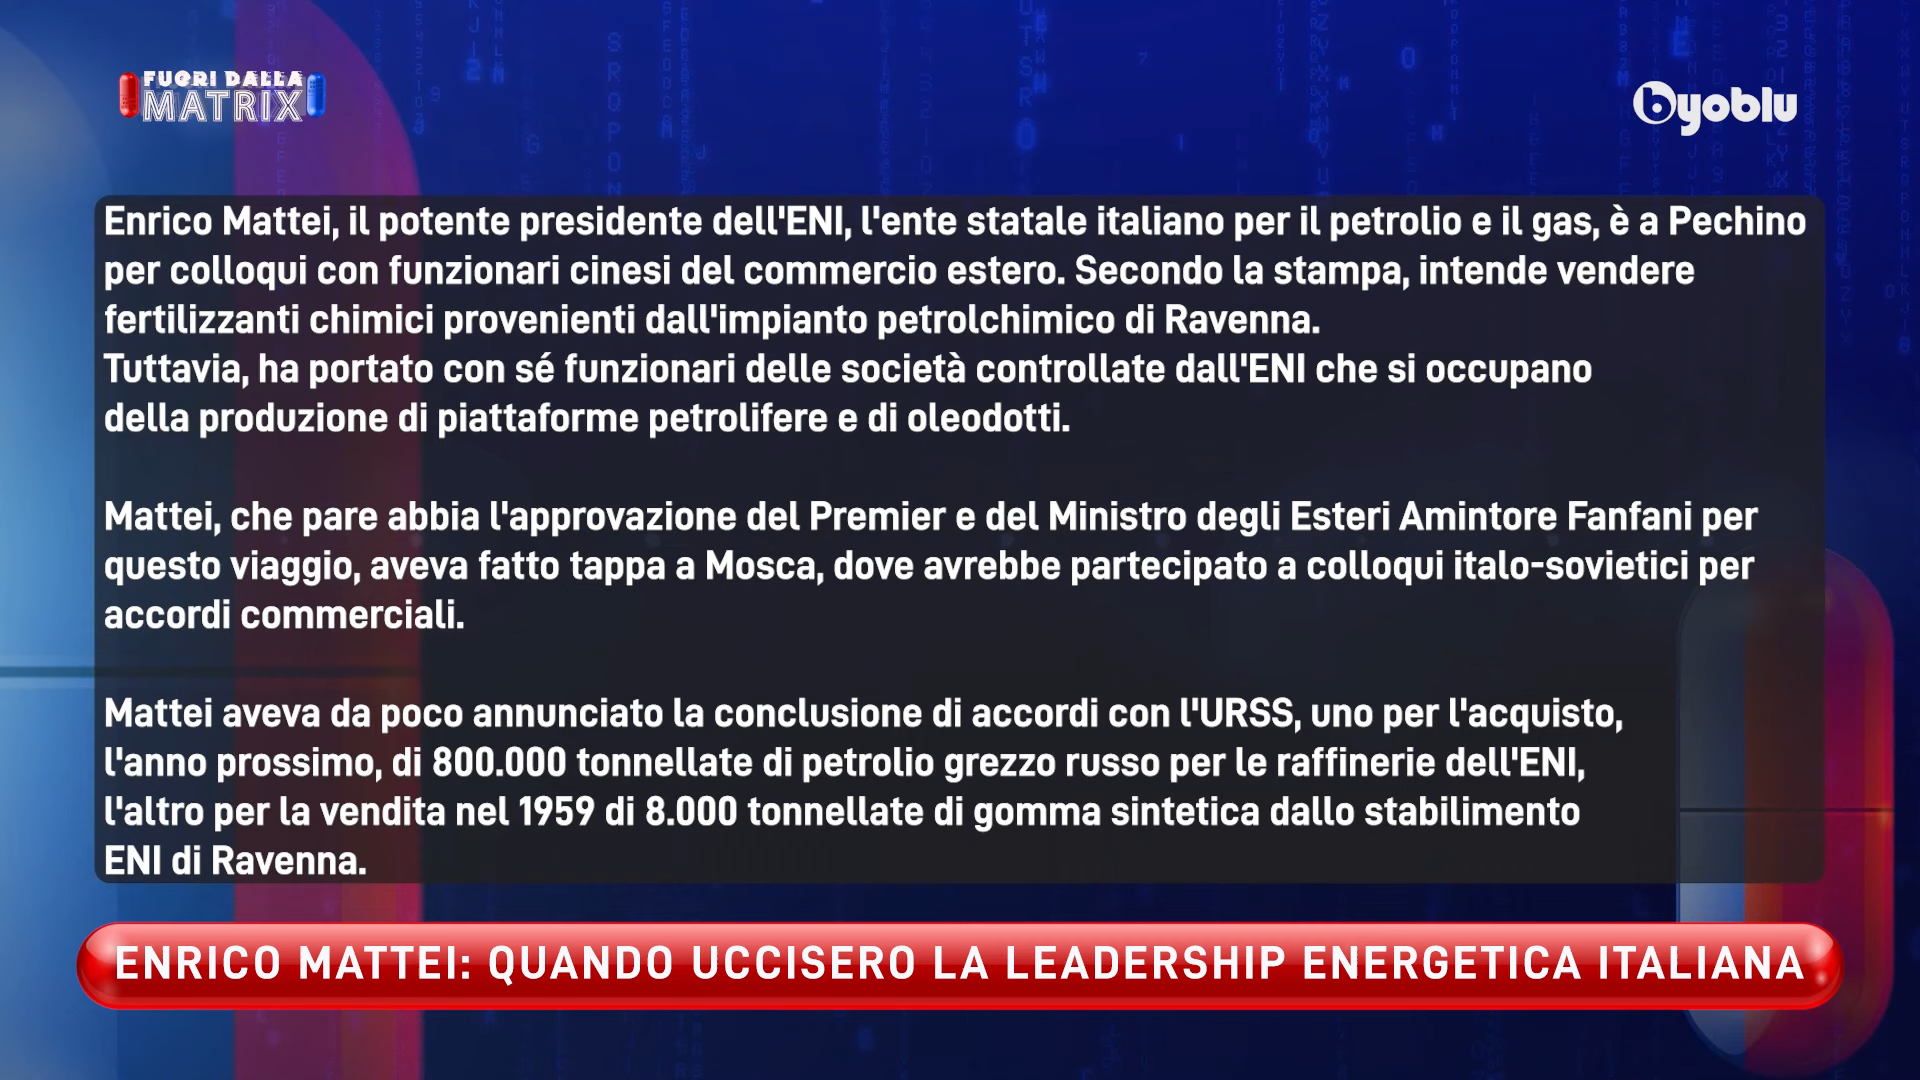 FUORI DALLA
MATRIX
byoblu
Enrico Mattei, il potente presidente dell'ENI, l'ente statale italiano per il petrolio e il gas, è a Pechino
per colloqui con funzionari cinesi del commercio estero. Secondo la stampa, intende vendere
fertilizzanti chimici provenienti dall'impianto petrolchimico di Ravenna.
Tuttavia, ha portato con sé funzionari delle società controllate dall'ENI che si occupano
della produzione di piattaforme petrolifere e di oleodotti.
Mattei, che pare abbia l'approvazione del Premier e del Ministro degli Esteri Amintore Fanfani per
questo viaggio, aveva fatto tappa a Mosca, dove avrebbe partecipato a colloqui italo-sovietici per
accordi commerciali.
Mattei aveva da poco annunciato la conclusione di accordi con l'URSS, uno per l'acquisto,
l'anno prossimo, di 800.000 tonnellate di petrolio grezzo russo per le raffinerie dell'ENI,
l'altro per la vendita nel 1959 di 8.000 tonnellate di gomma sintetica dallo stabilimento
ENI di Ravenna.
ENRICO MATTEI: QUANDO UCCISERO LA LEADERSHIP ENERGETICA ITALIANA